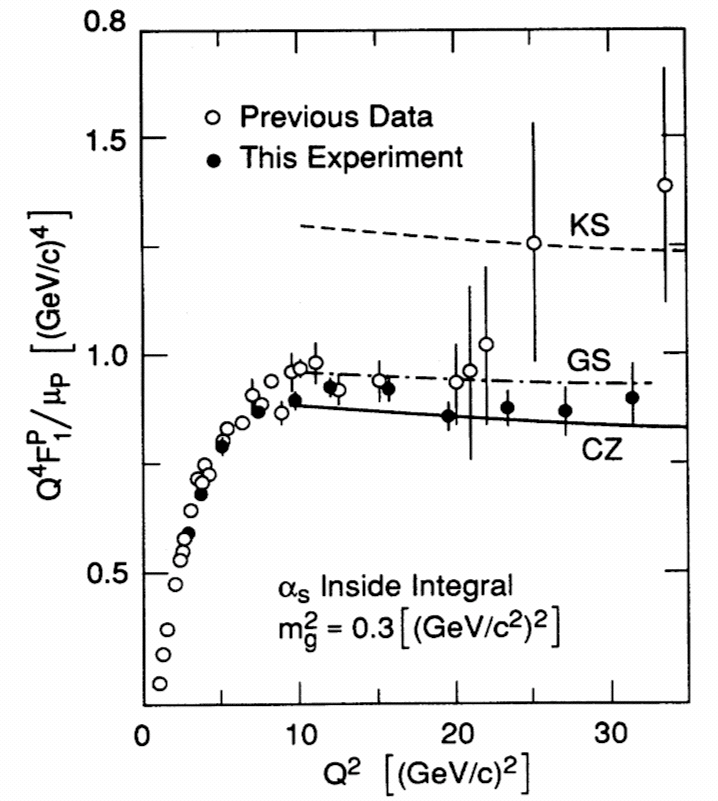 0.8
1.5
1.0
0.5
Q⁴F₁ᴾ/μₚ [(GeV/c)⁴]
○ Previous Data
● This Experiment
KS
GS
CZ
αₛ Inside Integral
m²g = 0.3[(GeV/c²)²]
0 10 20 30
Q² [(GeV/c)²]